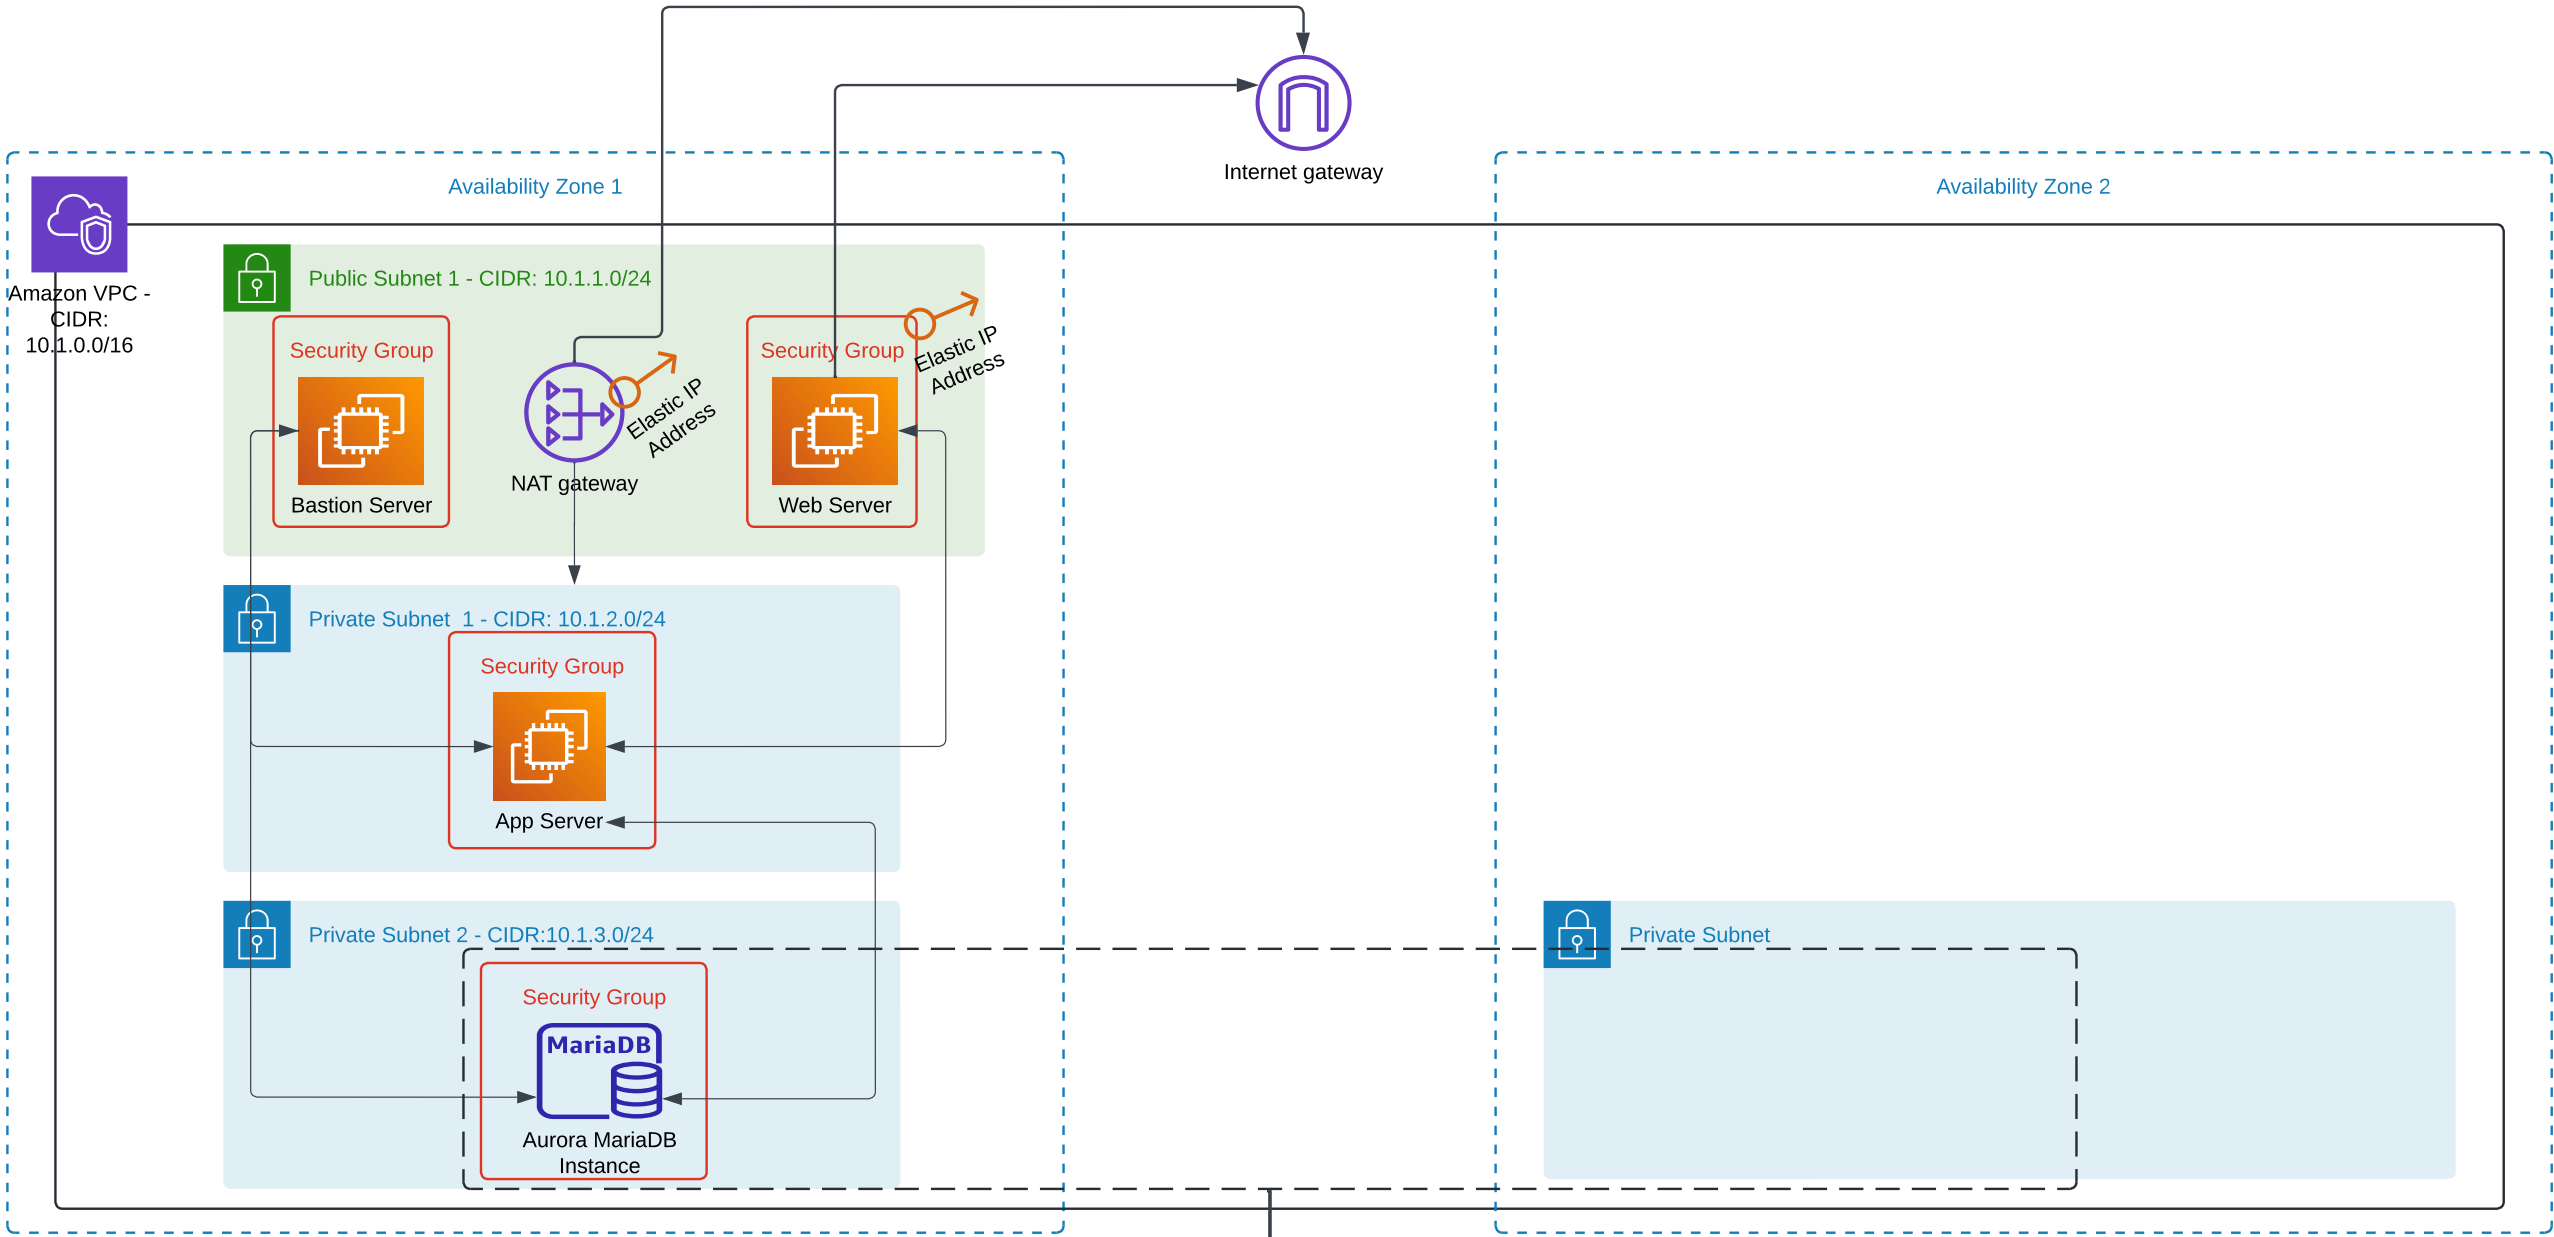 Internet gateway
Availability Zone 1
Availability Zone 2
Amazon VPC -
CIDR:
10.1.0.0/16
Public Subnet 1 - CIDR: 10.1.1.0/24
Security Group
Bastion Server
NAT gateway
Elastic IP
Address
Security Group
Web Server
Elastic IP
Address
Private Subnet  1 - CIDR: 10.1.2.0/24
Security Group
App Server
Private Subnet 2 - CIDR:10.1.3.0/24
Security Group
MariaDB
Aurora MariaDB
Instance
Private Subnet